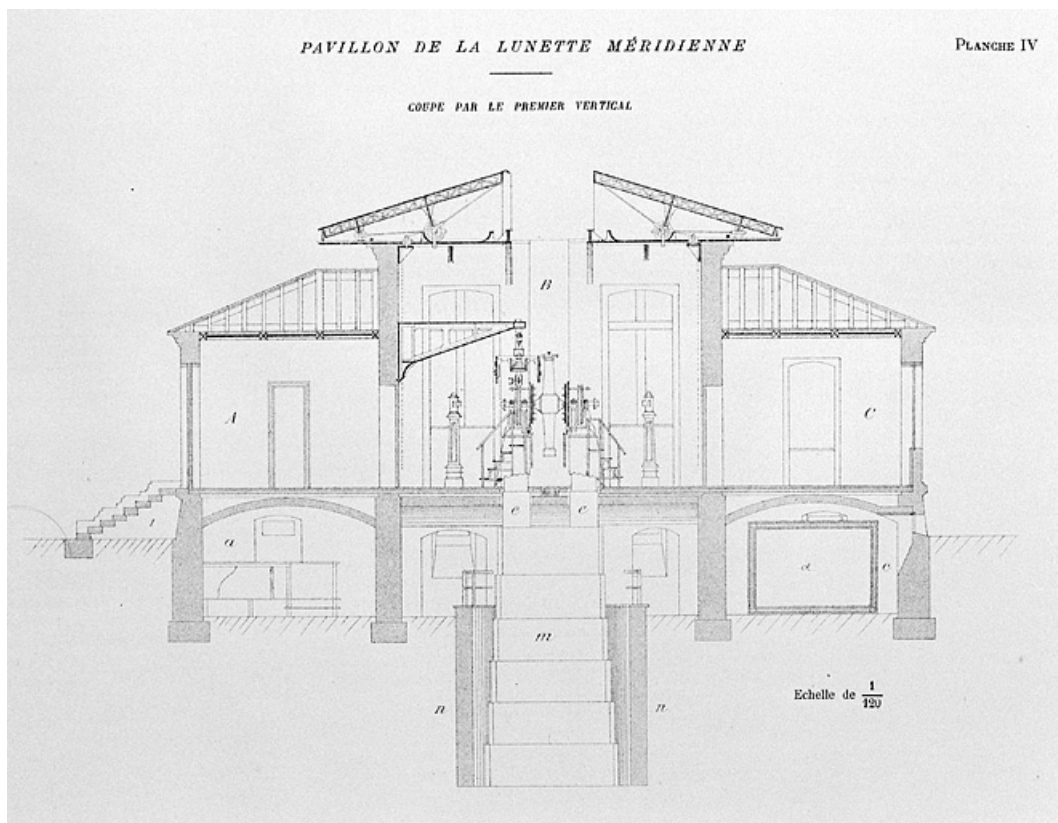 PAVILLON DE LA LUNETTE MÉRIDIENNE
PLANCHE IV
COUPE PAR LE PREMIER VERTICAL
B
A
C
l
a
e e
d
c
m
n n
Echelle de 1/120